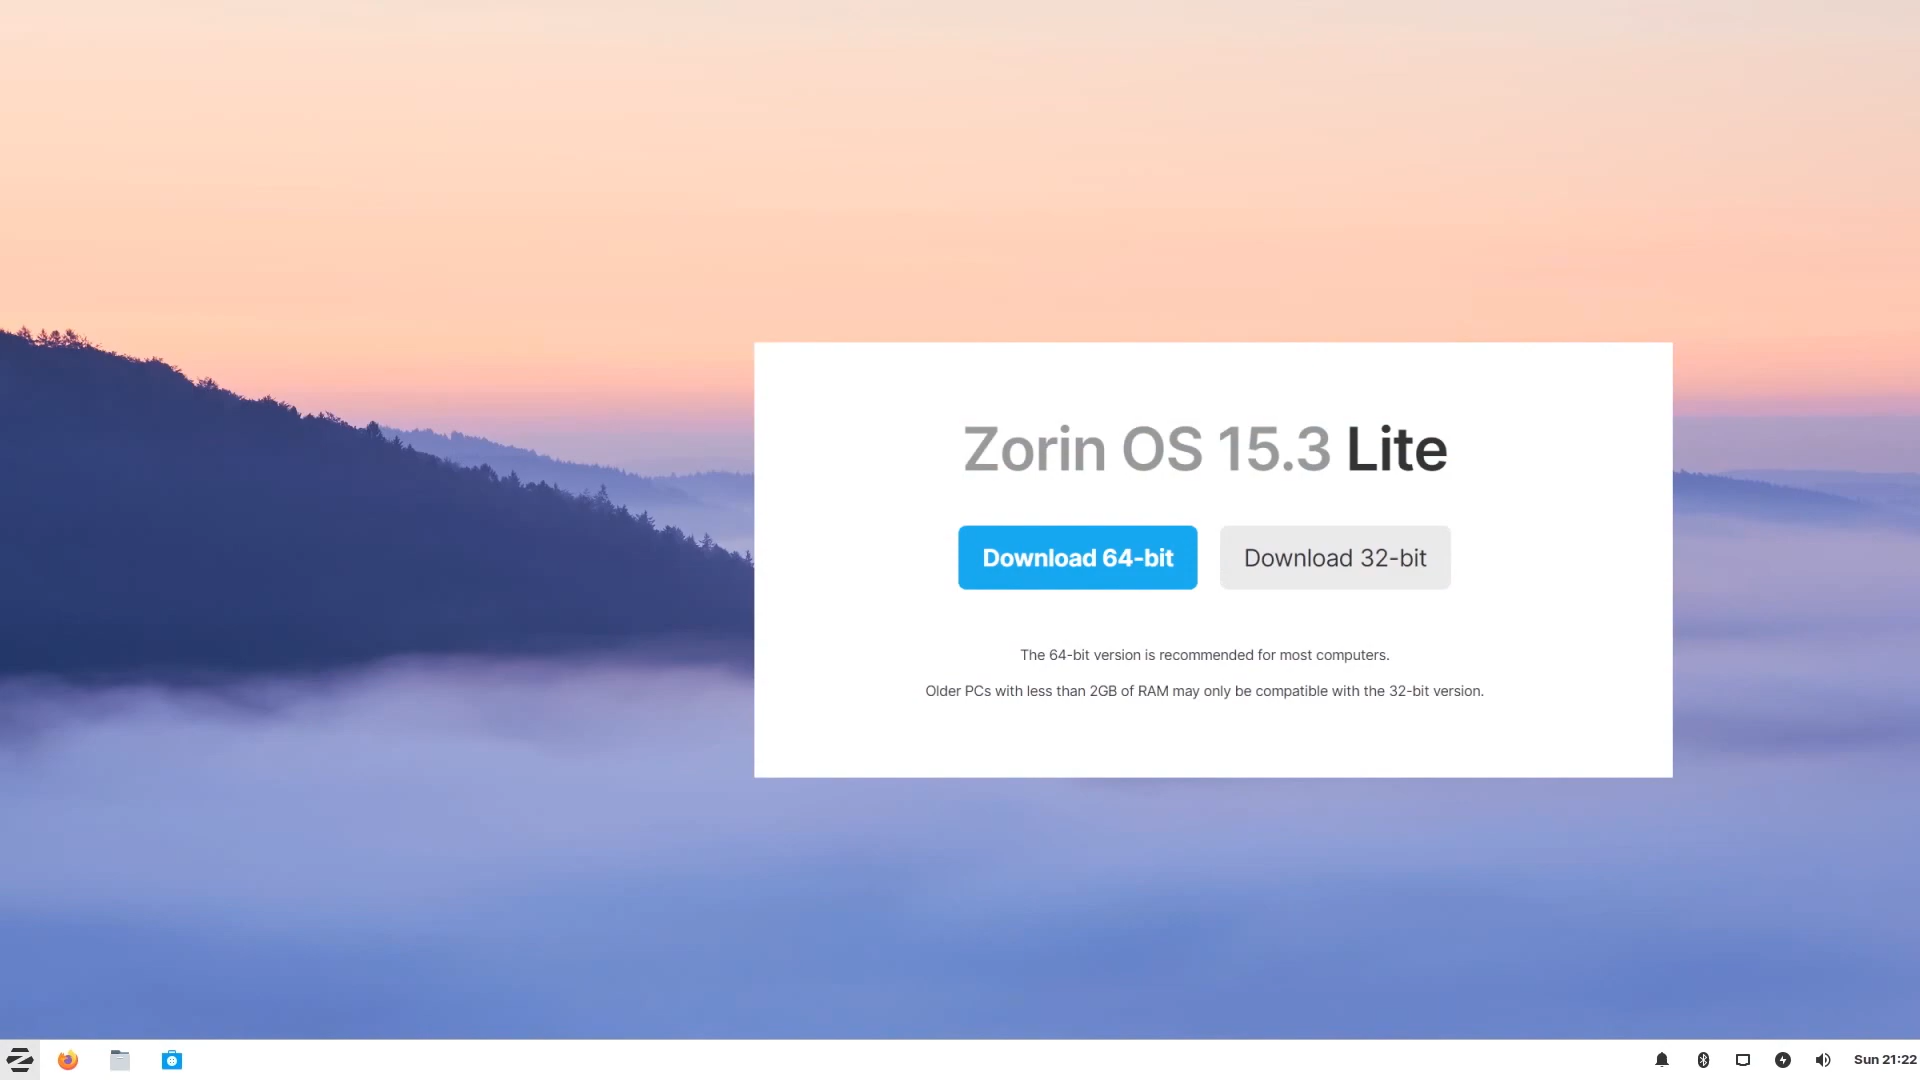 Zorin OS 15.3 Lite
Download 64-bit
Download 32-bit
The 64-bit version is recommended for most computers.
Older PCs with less than 2GB of RAM may only be compatible with the 32-bit version.
Sun 21:22